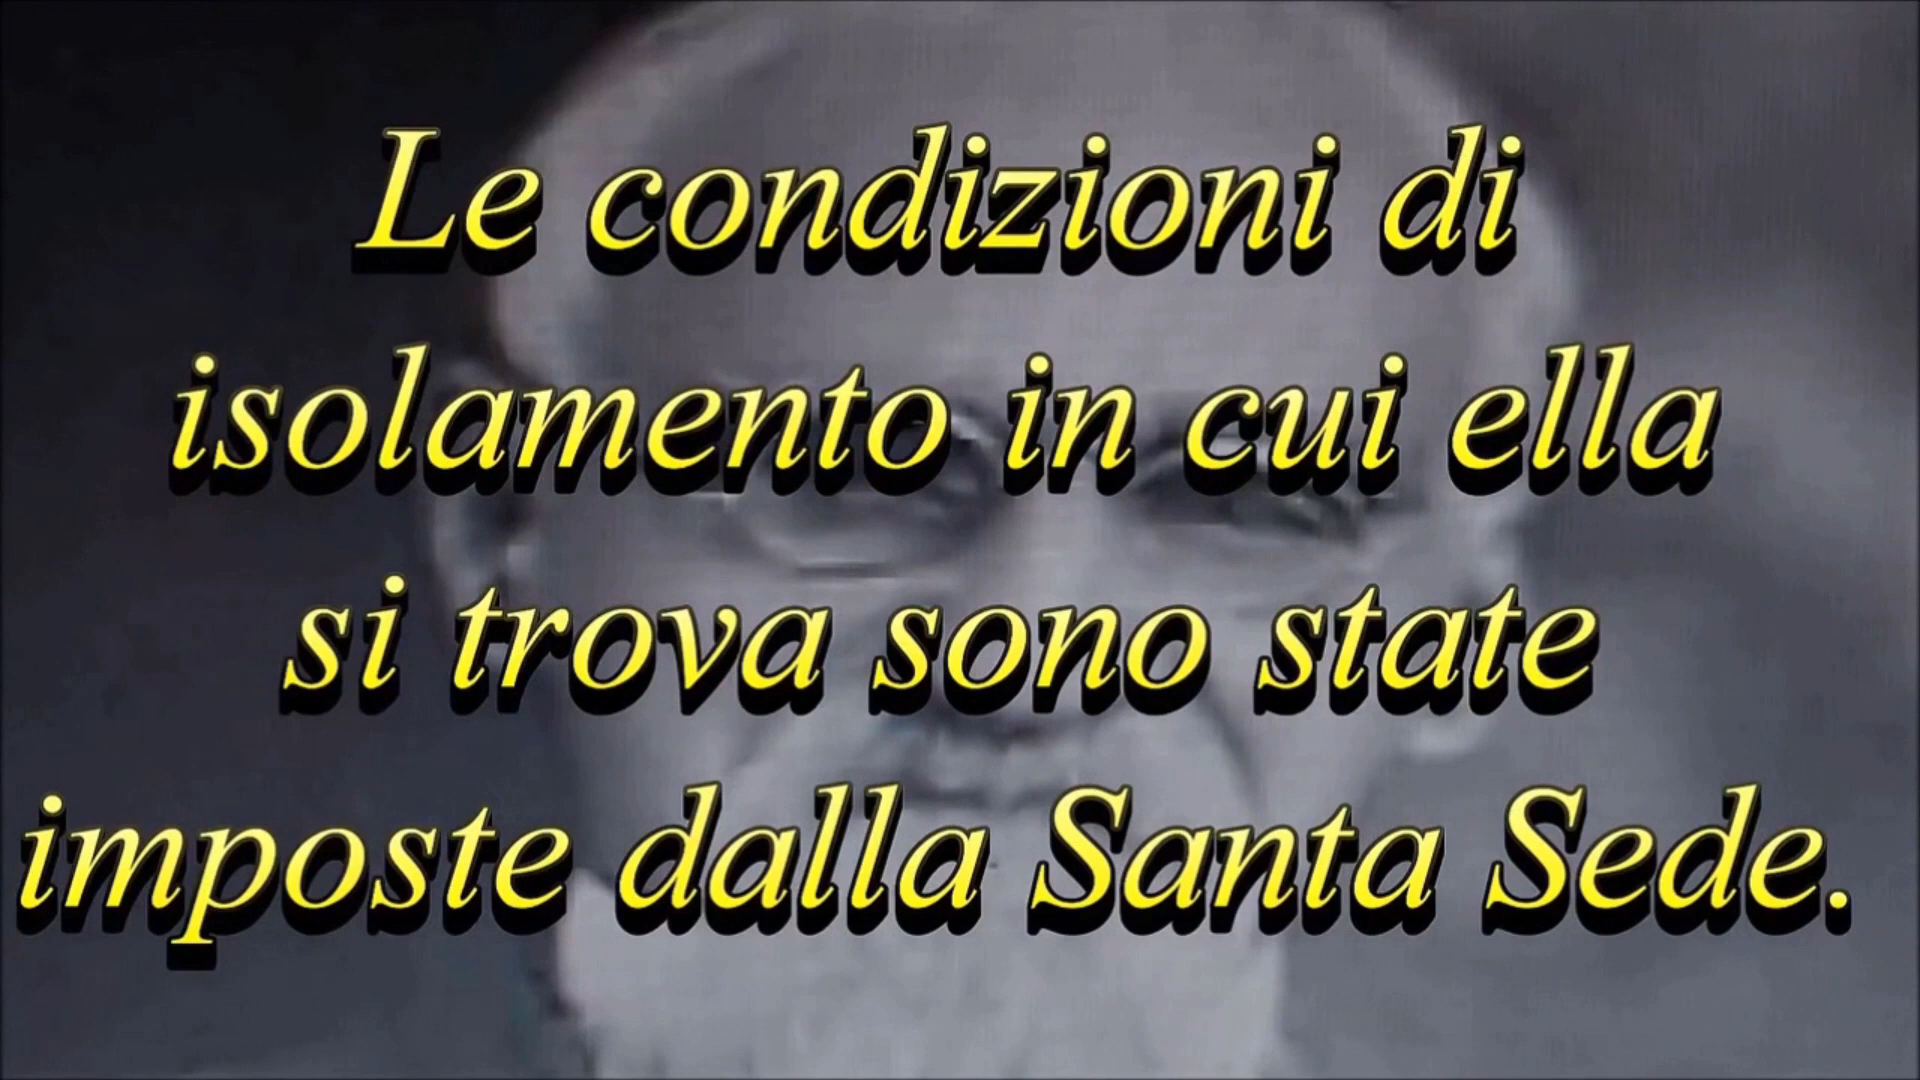 Le condizioni di
isolamento in cui ella
si trova sono state
imposte dalla Santa Sede.